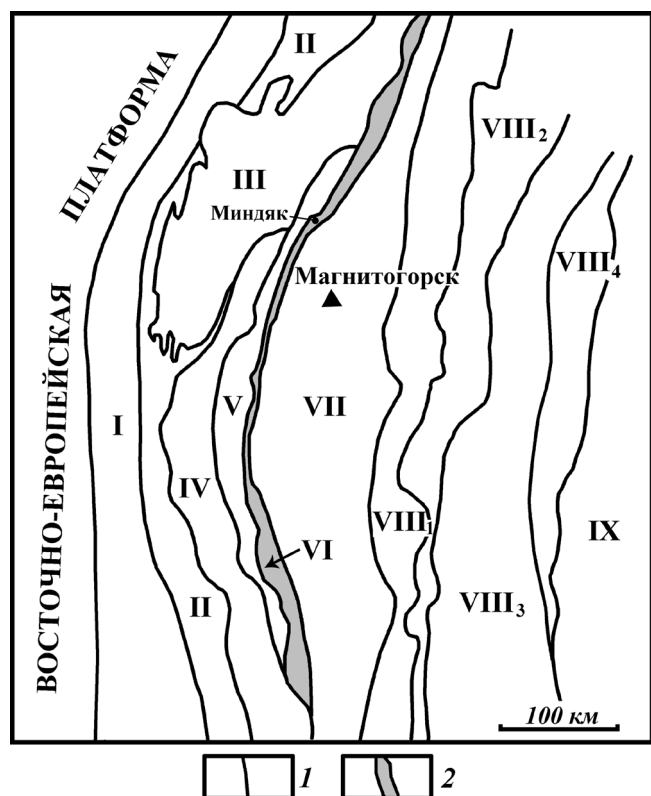 II
ПЛАТФОРМА
VIII2
III
Миндяк
VIII4
Магнитогорск
ВОСТОЧНО-ЕВРОПЕЙСКАЯ
V
VII
I
IV
VIII1
IX
VI
II
VIII3
100 км
1
2